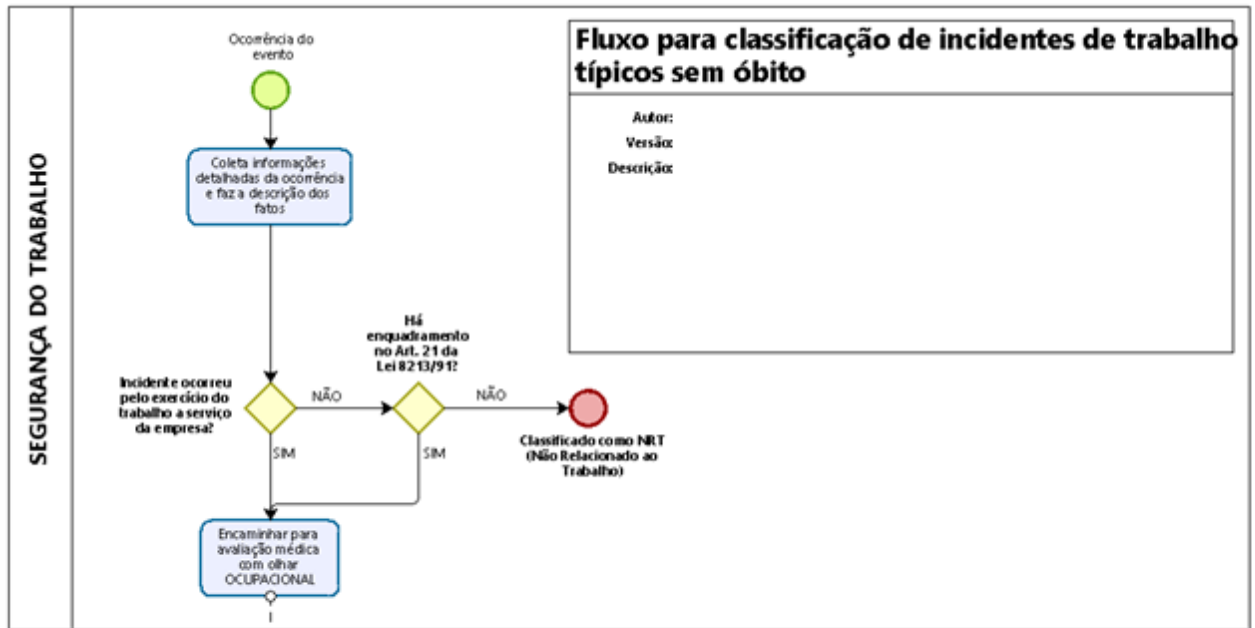 SEGURANÇA DO TRABALHO
Fluxo para classificação de incidentes de trabalho
típicos sem óbito
Autor:
Versão:
Descrição:
Ocorrência do
evento
Coleta informações
detalhadas da ocorrência
e faz a descrição dos
fatos
Incidente ocorreu
pelo exercício do
trabalho a serviço
da empresa?
NÃO
SIM
Há
enquadramento
no Art. 21 da
Lei 8213/91?
NÃO
SIM
Classificado como NRT
(Não Relacionado ao
Trabalho)
Encaminhar para
avaliação médica
com olhar
OCUPACIONAL